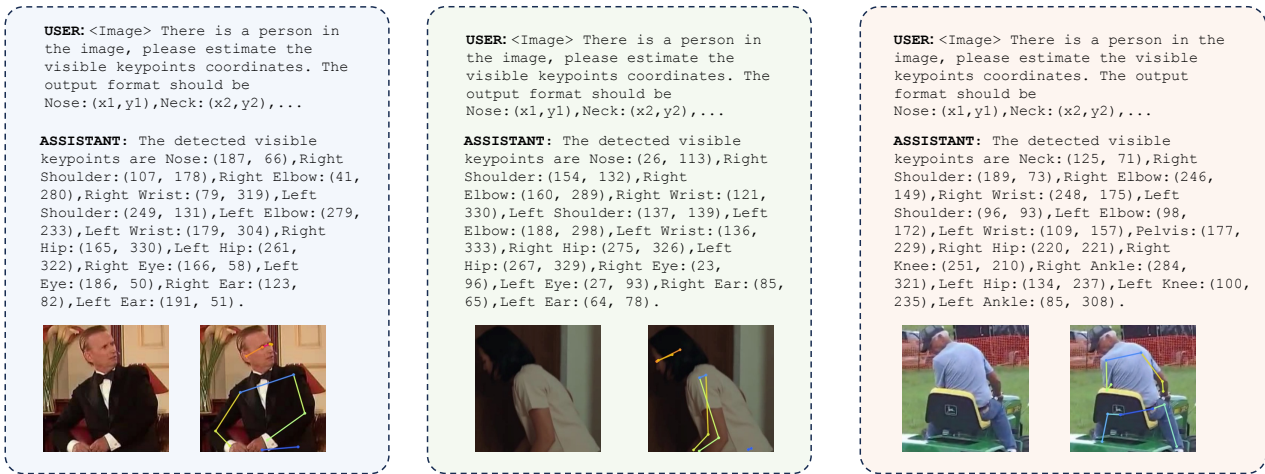 USER: <Image> There is a person in
the image, please estimate the
visible keypoints coordinates. The
output format should be
Nose:(x1,y1),Neck:(x2,y2),...
ASSISTANT: The detected visible
keypoints are Nose:(187, 66),Right
Shoulder:(107, 178),Right Elbow:(41,
280),Right Wrist:(79, 319),Left
Shoulder:(249, 131),Left Elbow:(279,
233),Left Wrist:(179, 304),Right
Hip:(165, 330),Left Hip:(261,
322),Right Eye:(166, 58),Left
Eye:(186, 50),Right Ear:(123,
82),Left Ear:(191, 51).
USER: <Image> There is a person in
the image, please estimate the
visible keypoints coordinates. The
output format should be
Nose:(x1,y1),Neck:(x2,y2),...
ASSISTANT: The detected visible
keypoints are Nose:(26, 113),Right
Shoulder:(154, 132),Right
Elbow:(160, 289),Right Wrist:(121,
330),Left Shoulder:(137, 139),Left
Elbow:(188, 298),Left Wrist:(136,
333),Right Hip:(275, 326),Left
Hip:(267, 329),Right Eye:(23,
96),Left Eye:(27, 93),Right Ear:(85,
65),Left Ear:(64, 78).
USER: <Image> There is a person in the
image, please estimate the visible
keypoints coordinates. The output
format should be
Nose:(x1,y1),Neck:(x2,y2),...
ASSISTANT: The detected visible
keypoints are Neck:(125, 71),Right
Shoulder:(189, 73),Right Elbow:(246,
149),Right Wrist:(248, 175),Left
Shoulder:(96, 93),Left Elbow:(98,
172),Left Wrist:(109, 157),Pelvis:(177,
229),Right Hip:(220, 221),Right
Knee:(251, 210),Right Ankle:(284,
321),Left Hip:(134, 237),Left Knee:(100,
235),Left Ankle:(85, 308).